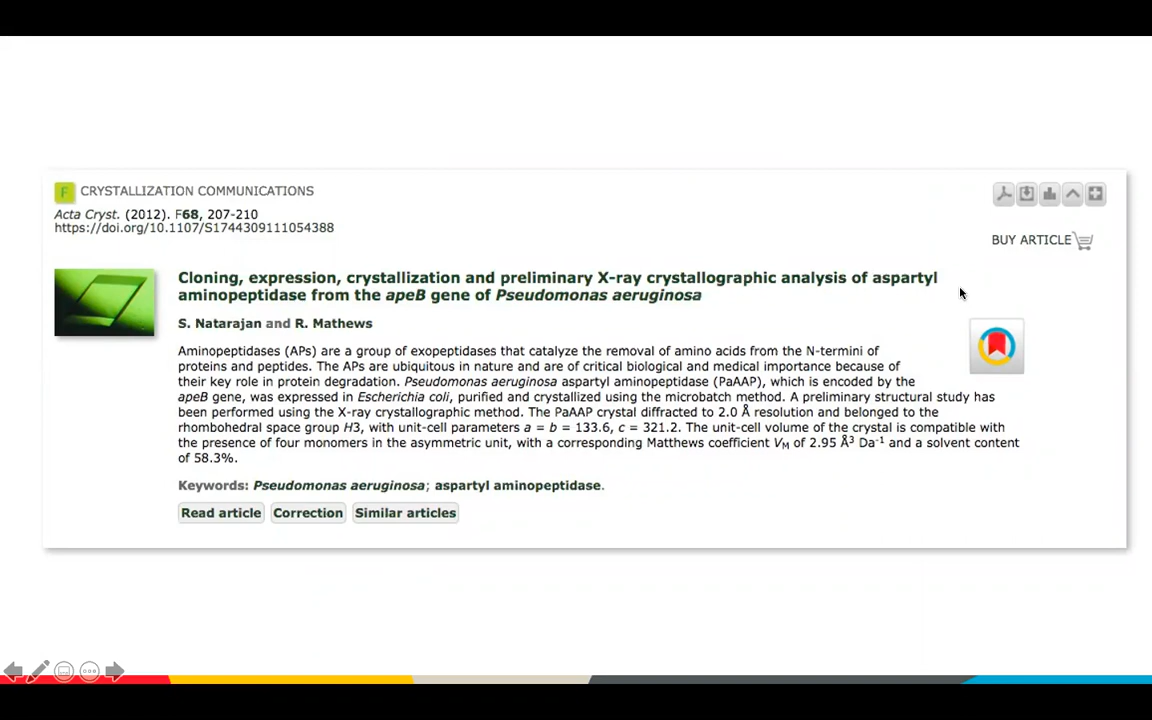 F CRYSTALLIZATION COMMUNICATIONS
Acta Cryst. (2012). F68, 207-210
https://doi.org/10.1107/S1744309111054388
BUY ARTICLE
Cloning, expression, crystallization and preliminary X-ray crystallographic analysis of aspartyl
aminopeptidase from the apeB gene of Pseudomonas aeruginosa
S. Natarajan and R. Mathews
Aminopeptidases (APs) are a group of exopeptidases that catalyze the removal of amino acids from the N-termini of
proteins and peptides. The APs are ubiquitous in nature and are of critical biological and medical importance because of
their key role in protein degradation. Pseudomonas aeruginosa aspartyl aminopeptidase (PaAAP), which is encoded by the
apeB gene, was expressed in Escherichia coli, purified and crystallized using the microbatch method. A preliminary structural study has
been performed using the X-ray crystallographic method. The PaAAP crystal diffracted to 2.0 Å resolution and belonged to the
rhombohedral space group H3, with unit-cell parameters a = b = 133.6, c = 321.2. The unit-cell volume of the crystal is compatible with
the presence of four monomers in the asymmetric unit, with a corresponding Matthews coefficient VM of 2.95 Å3 Da-1 and a solvent content
of 58.3%.
Keywords: Pseudomonas aeruginosa; aspartyl aminopeptidase.
Read article Correction Similar articles